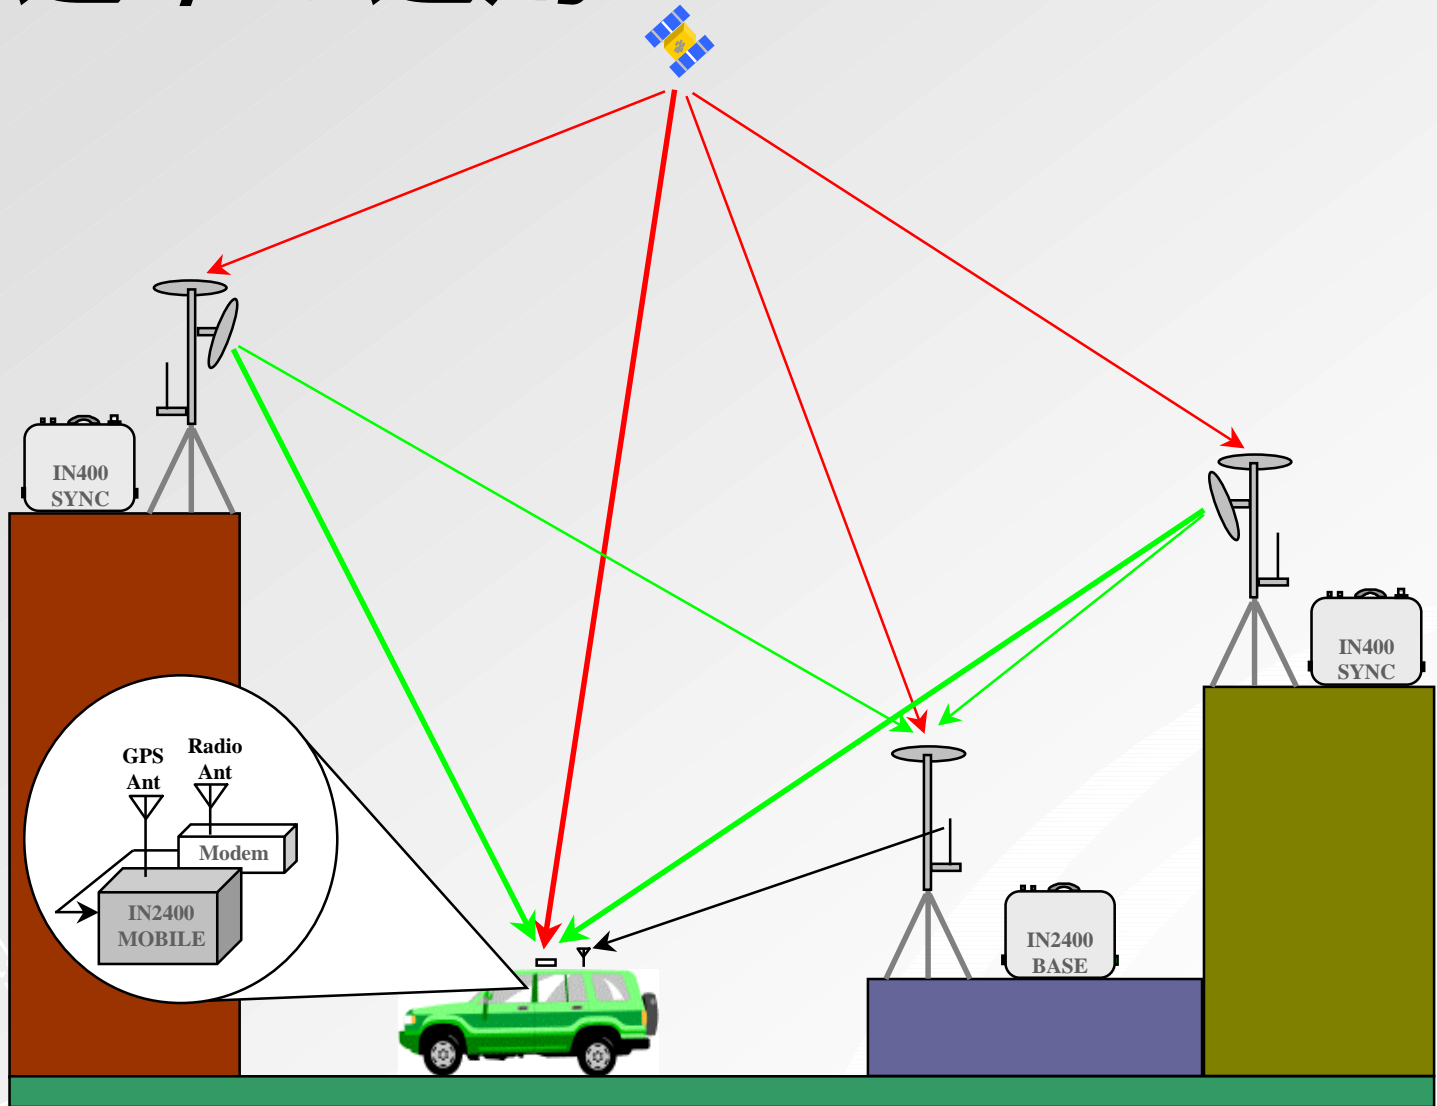 IN400
SYNC
IN400
SYNC
GPS
Ant
Radio
Ant
Modem
IN2400
MOBILE
IN2400
BASE